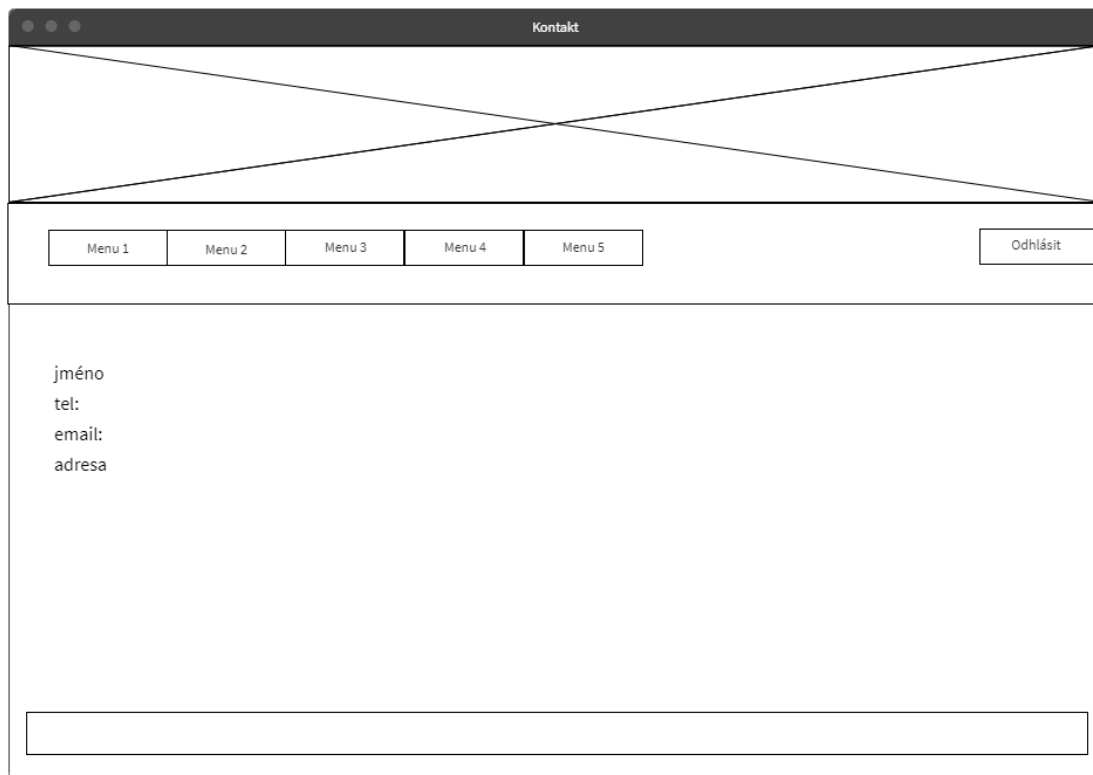 Kontakt
Menu 1 Menu 2 Menu 3 Menu 4 Menu 5 Odhlásit
jméno
tel:
email:
adresa